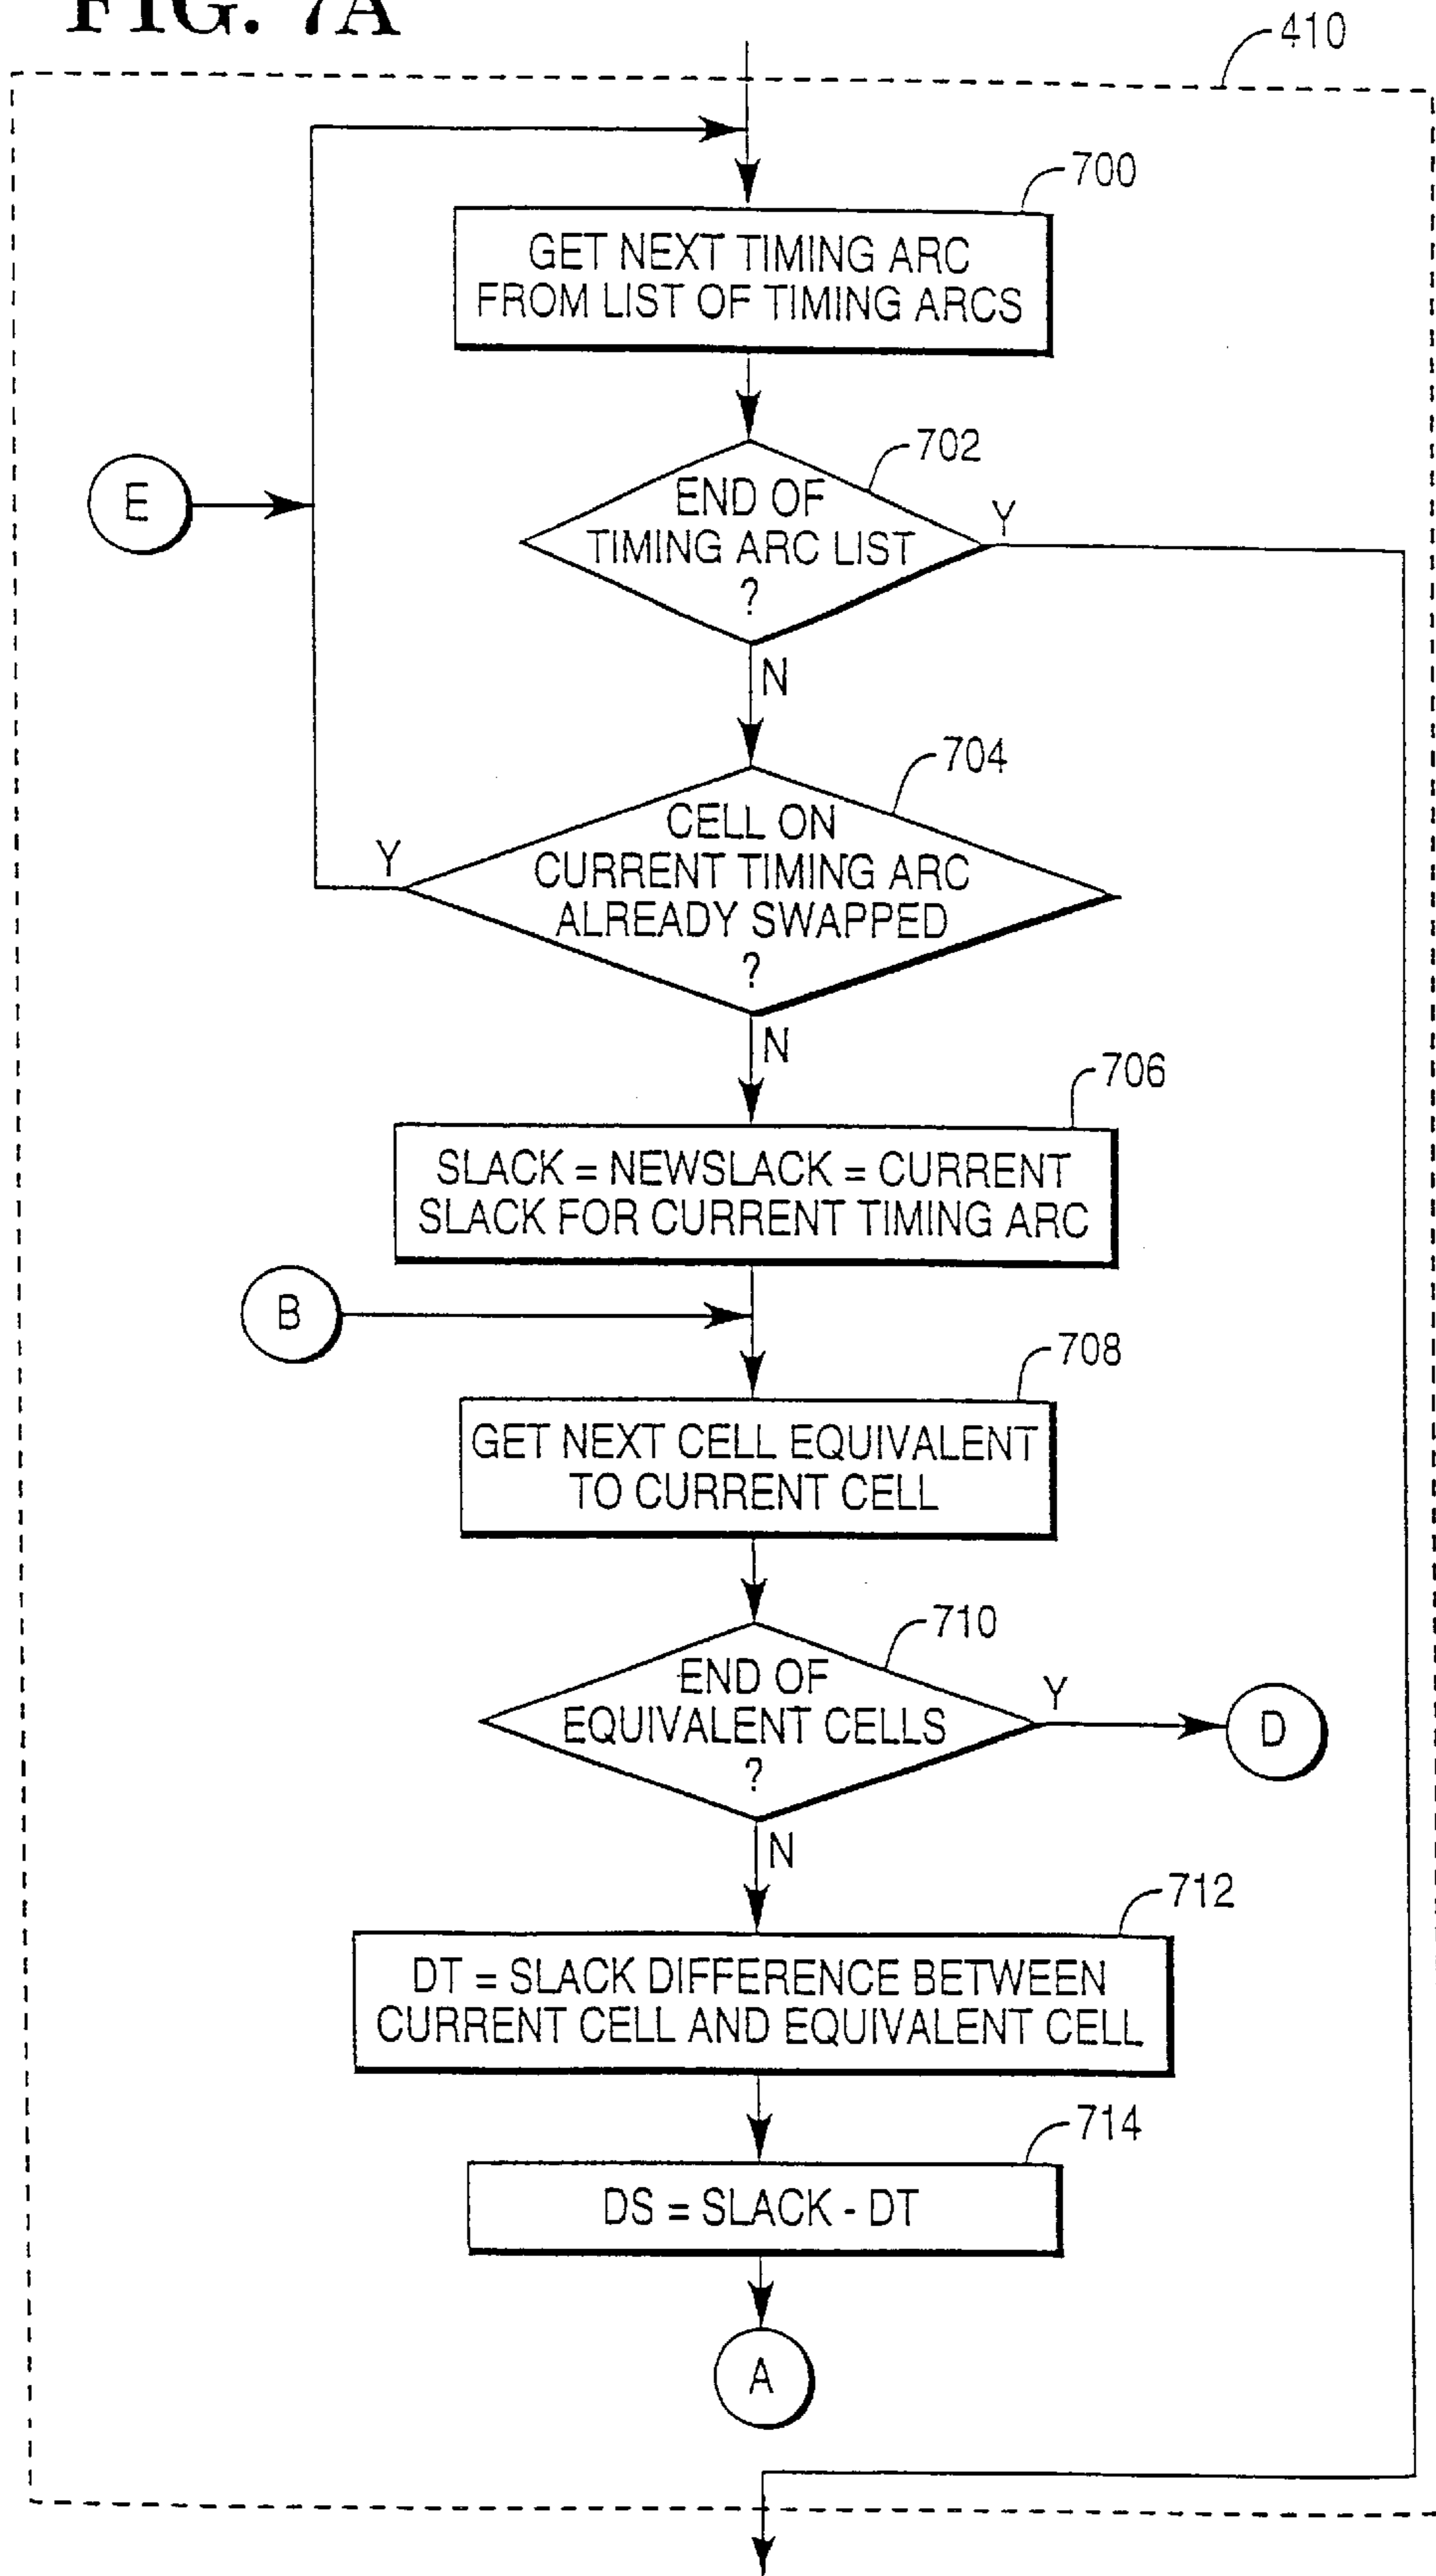 FIG. 7A
410
700
GET NEXT TIMING ARC
FROM LIST OF TIMING ARCS
702
E
END OF
TIMING ARC LIST
?
Y
N
704
CELL ON
CURRENT TIMING ARC
ALREADY SWAPPED
?
Y
N
706
SLACK = NEWSLACK = CURRENT
SLACK FOR CURRENT TIMING ARC
B
708
GET NEXT CELL EQUIVALENT
TO CURRENT CELL
710
END OF
EQUIVALENT CELLS
?
Y
D
N
712
DT = SLACK DIFFERENCE BETWEEN
CURRENT CELL AND EQUIVALENT CELL
714
DS = SLACK - DT
A